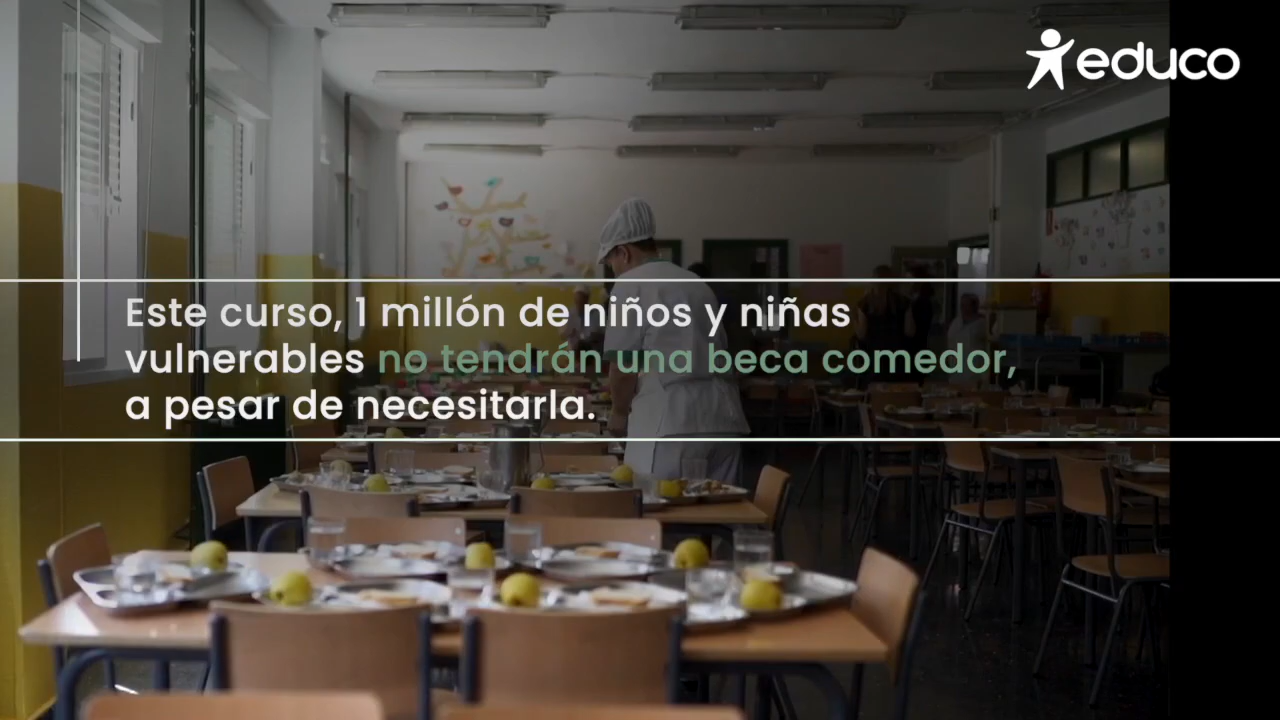 educo
Este curso, 1 millón de niños y niñas
vulnerables no tendrán una beca comedor,
a pesar de necesitarla.